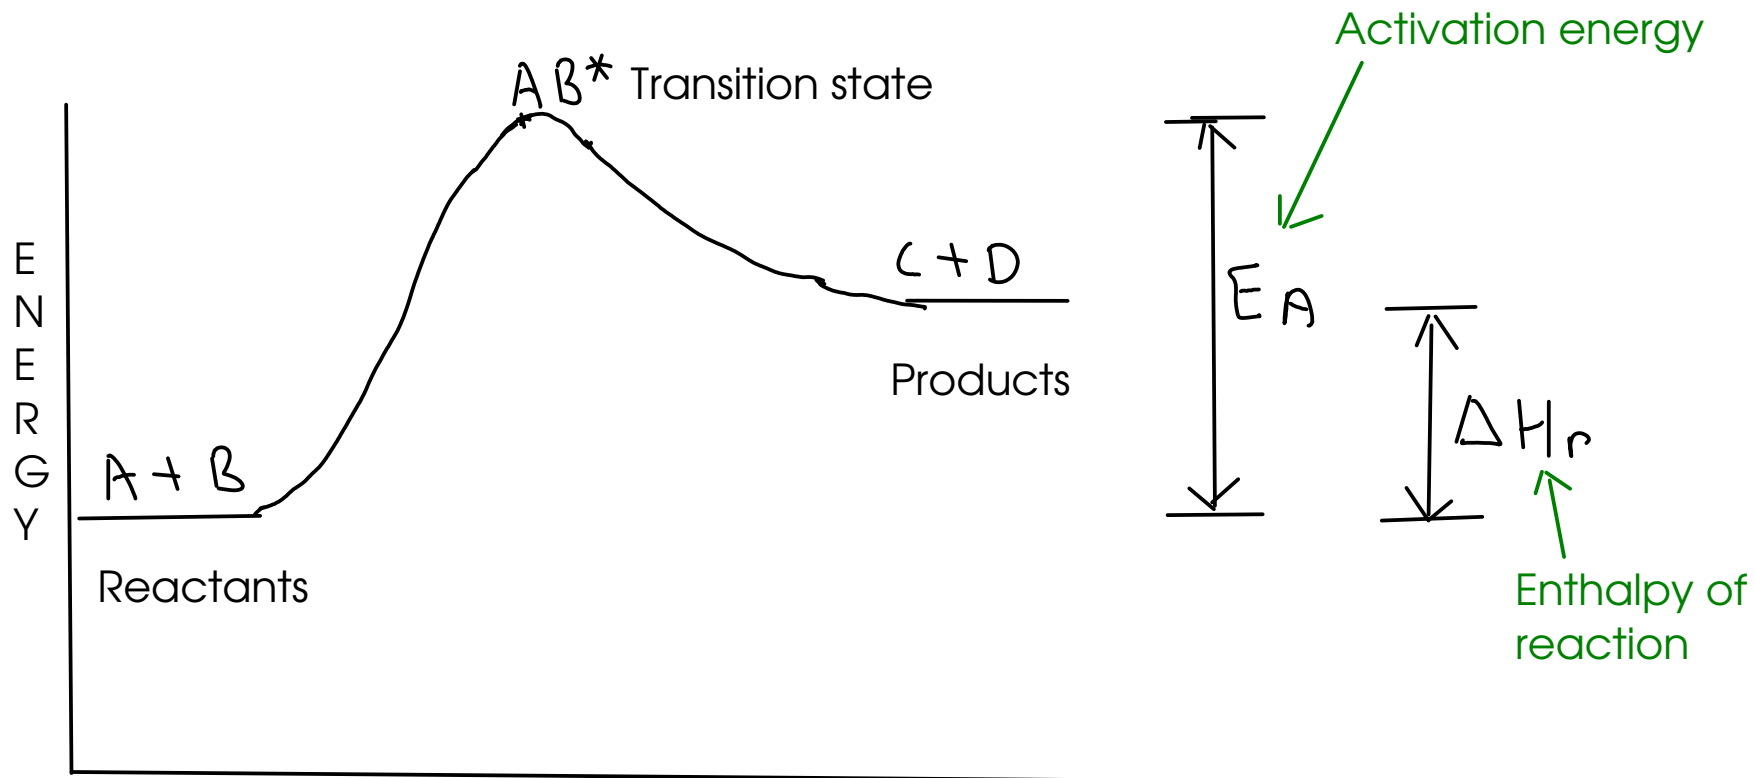 Activation energy
AB* Transition state
E
N
E
R
G
Y
C+D
EA
Products
ΔHr
A+B
Reactants
Enthalpy of
reaction